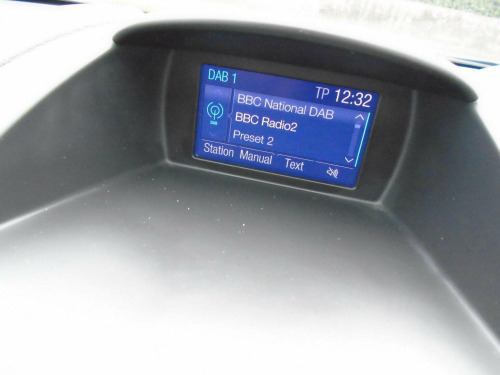 DAB 1
TP 12:32
BBC National DAB
BBC Radio2
Preset 2
Station Manual Text